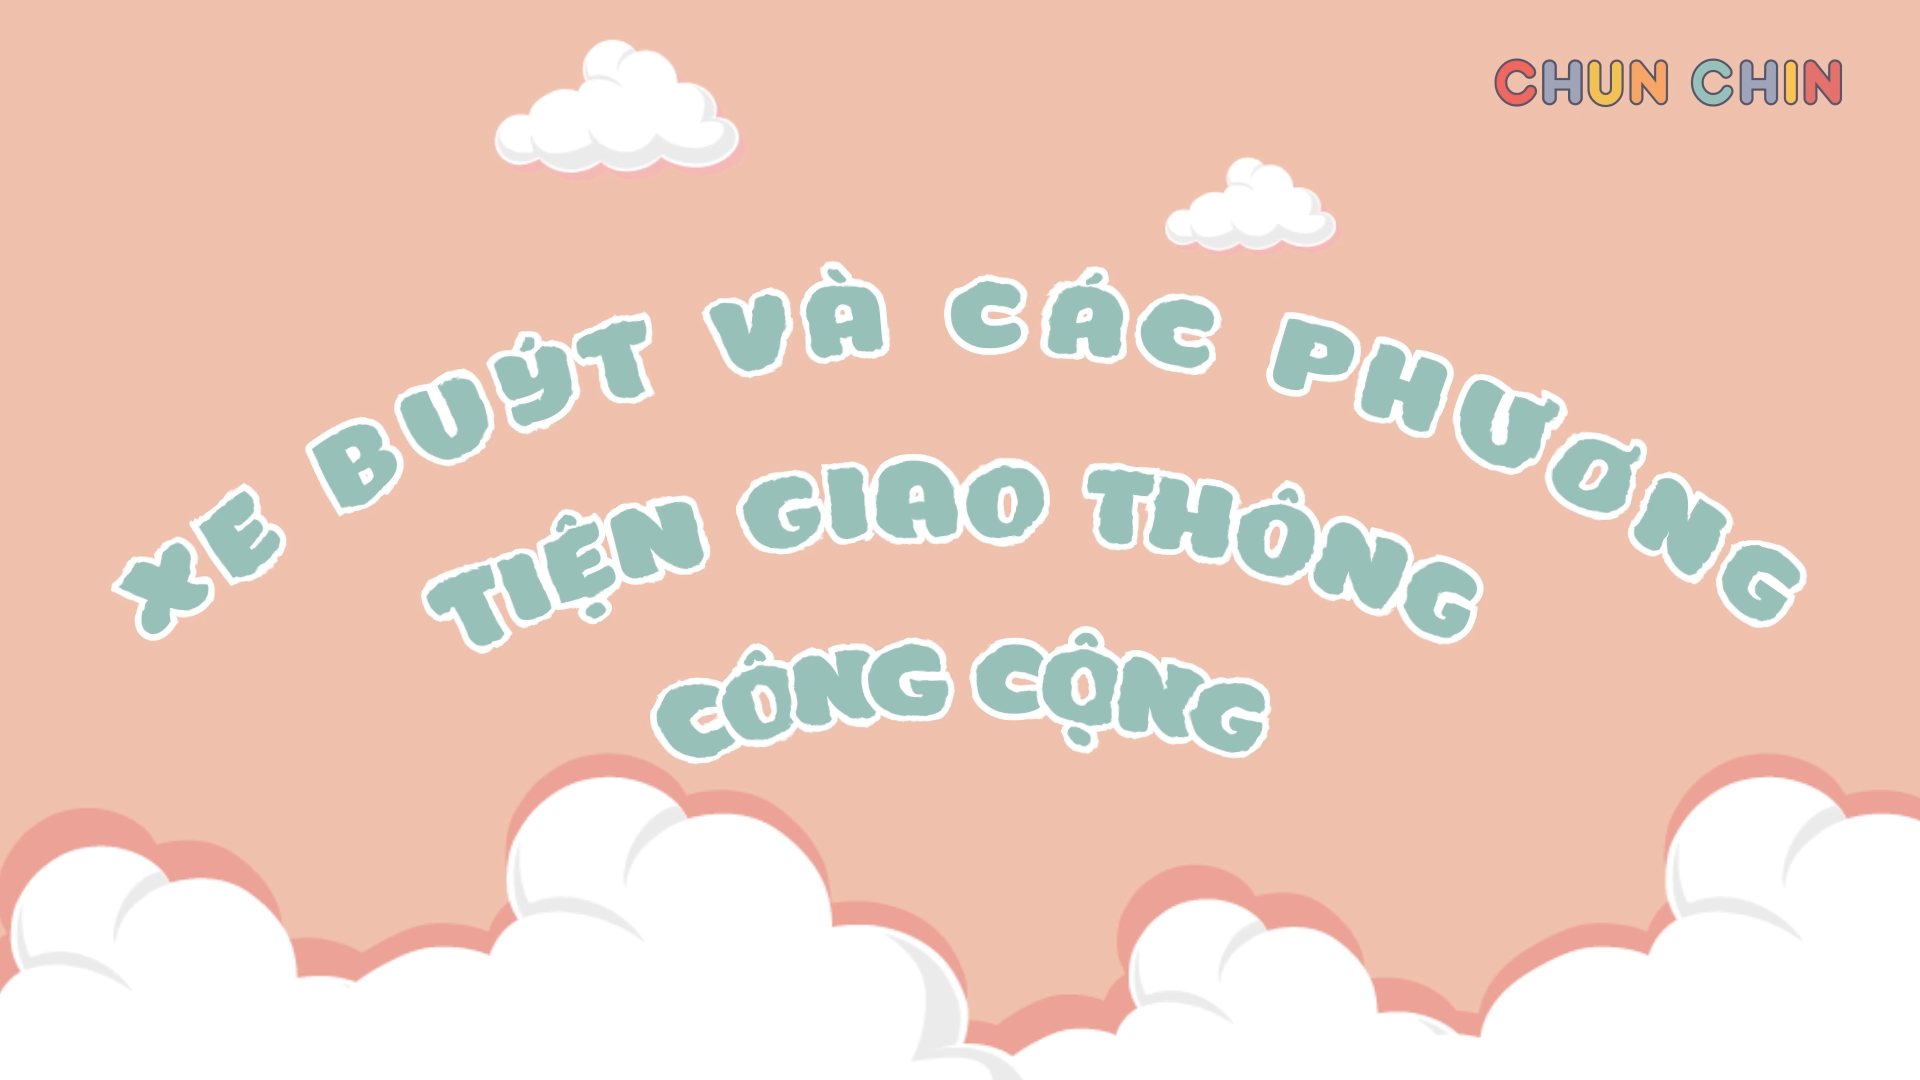 CHUN CHIN
XE BUÝT VÀ CÁC PHƯƠNG
TIỆN GIAO THÔNG
CÔNG CỘNG